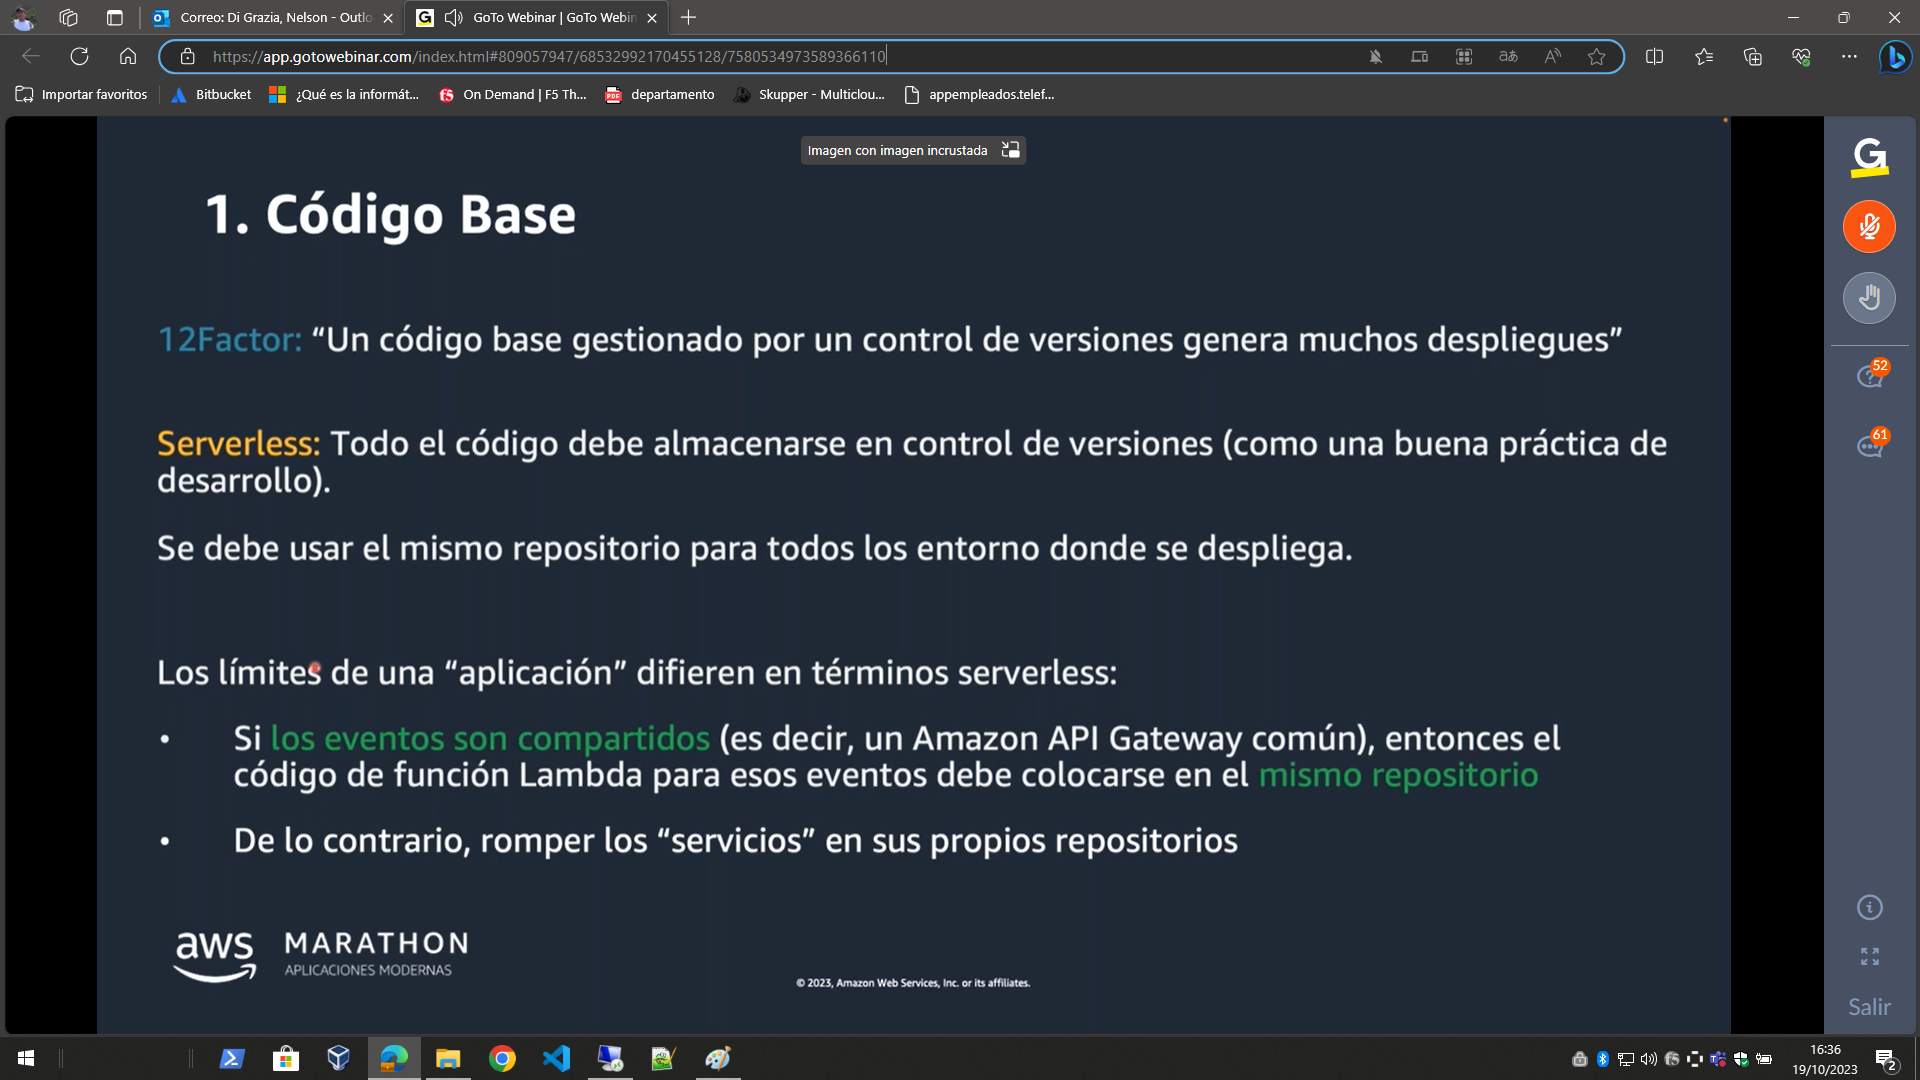 Correo: Di Grazia, Nelson - Outlo
GoTo Webinar | GoTo Webin
https://app.gotowebinar.com/index.html#809057947/68532992170455128/7580534973589366110
Importar favoritos
Bitbucket
¿Qué es la informát...
On Demand | F5 Th...
departamento
Skupper - Multiclou...
appempleados.telef...
Imagen con imagen incrustada
1. Código Base
12Factor: “Un código base gestionado por un control de versiones genera muchos despliegues”
Serverless: Todo el código debe almacenarse en control de versiones (como una buena práctica de
desarrollo).
Se debe usar el mismo repositorio para todos los entorno donde se despliega.
Los límites de una “aplicación” difieren en términos serverless:
• Si los eventos son compartidos (es decir, un Amazon API Gateway común), entonces el
código de función Lambda para esos eventos debe colocarse en el mismo repositorio
• De lo contrario, romper los “servicios” en sus propios repositorios
aws MARATHON
APLICACIONES MODERNAS
© 2023, Amazon Web Services, Inc. or its affiliates.
52
61
Salir
16:36
19/10/2023
2